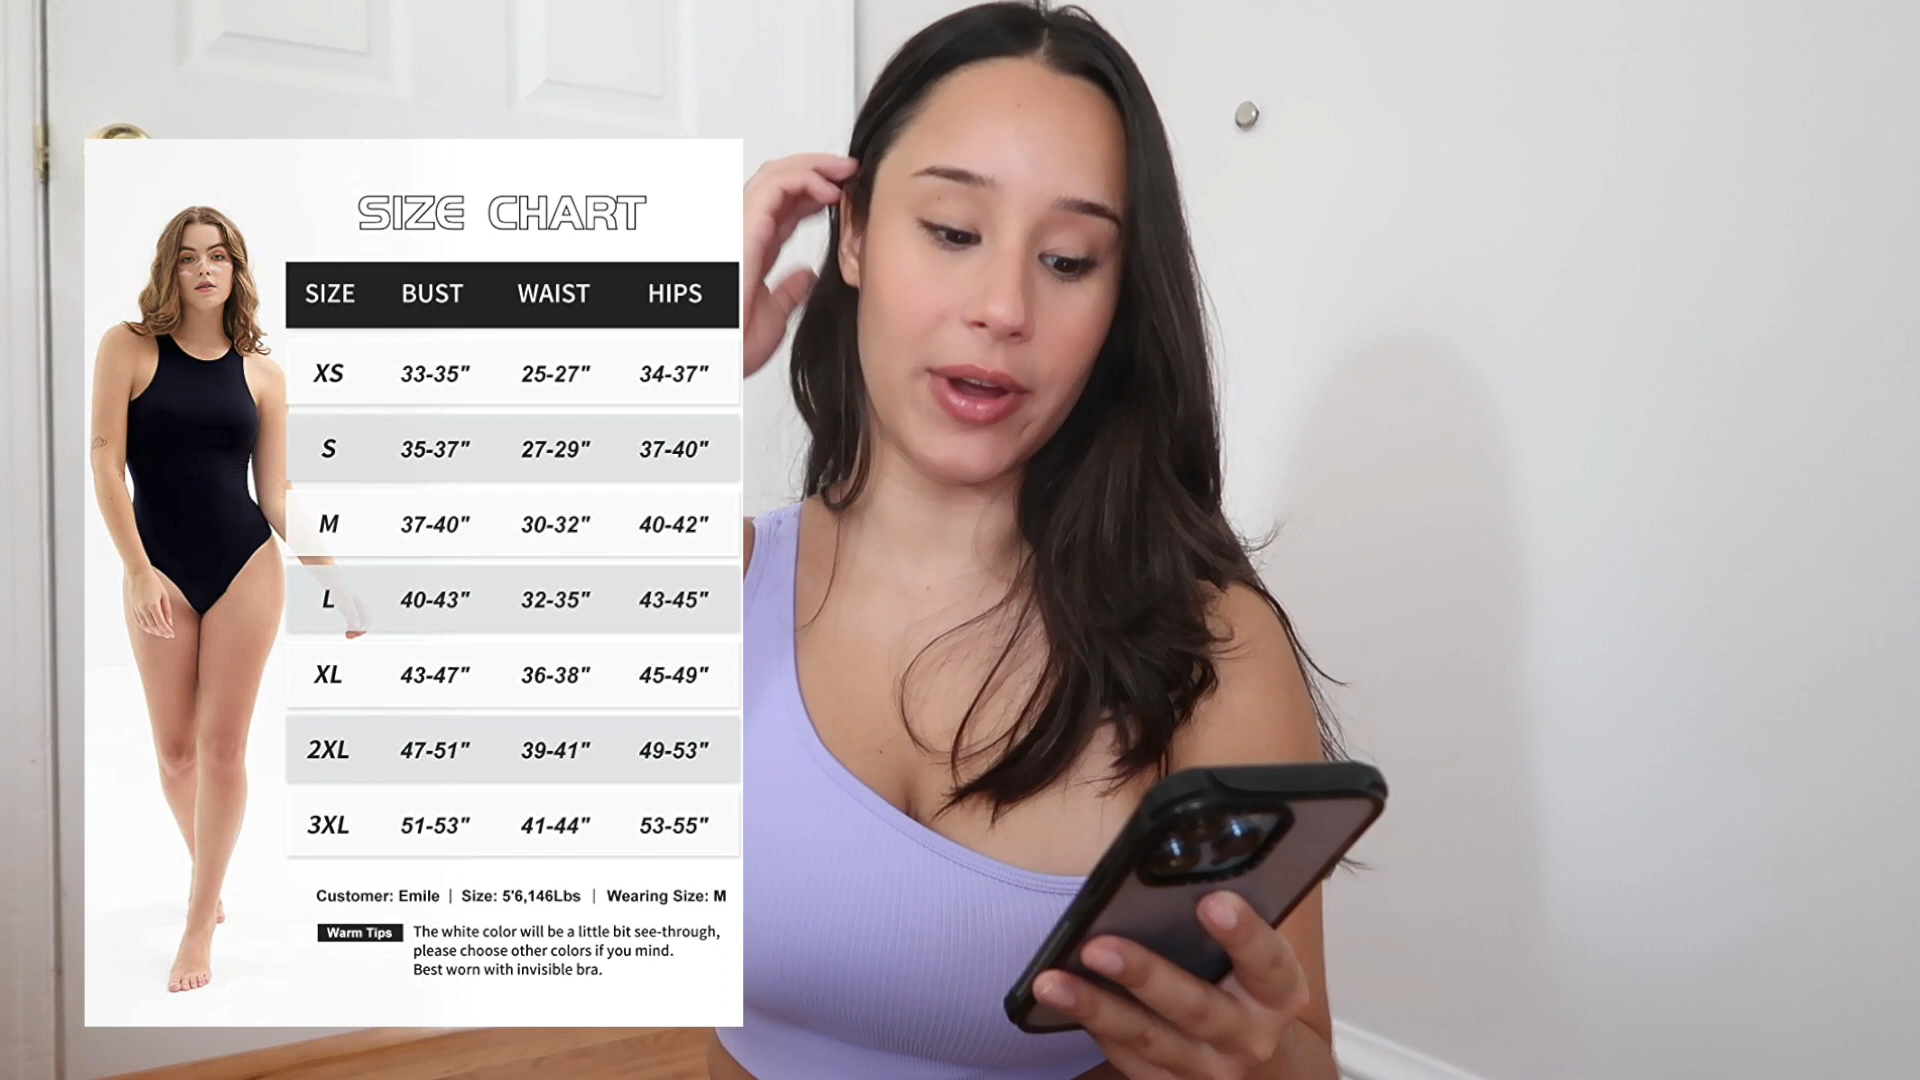 SIZE CHART
SIZE BUST WAIST HIPS
XS 33-35" 25-27" 34-37"
S 35-37" 27-29" 37-40"
M 37-40" 30-32" 40-42"
L 40-43" 32-35" 43-45"
XL 43-47" 36-38" 45-49"
2XL 47-51" 39-41" 49-53"
3XL 51-53" 41-44" 53-55"
Customer: Emile | Size: 5'6,146Lbs | Wearing Size: M
Warm Tips The white color will be a little bit see-through,
please choose other colors if you mind.
Best worn with invisible bra.